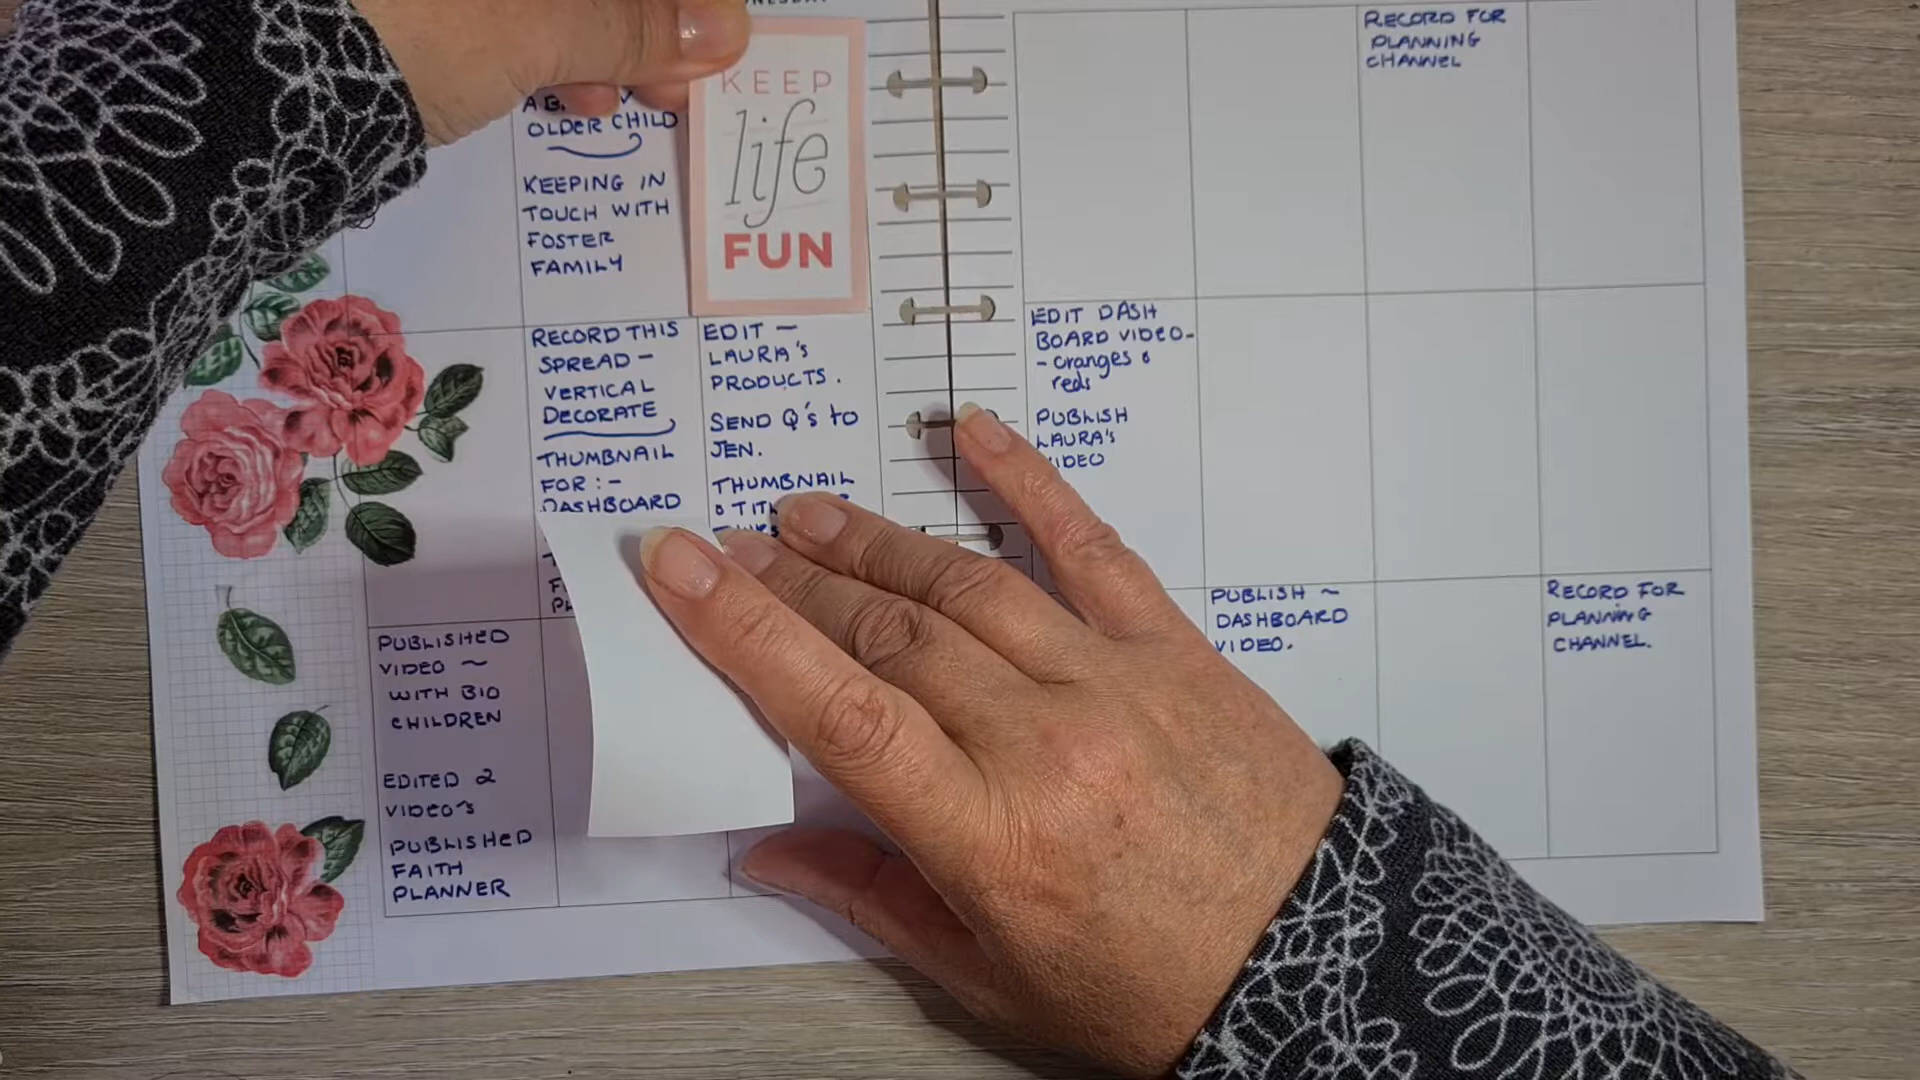 AG.
OLDER CHILD
KEEPING IN
TOUCH WITH
FOSTER
FAMILY
KEEP
life
FUN
RECORD FOR
PLANNING
CHANNEL
RECORD THIS
SPREAD -
VERTICAL
DECORATE
THUMBNAIL
FOR :-
DASHBOARD
EDIT -
LAURA'S
PRODUCTS.
SEND Q'S to
JEN.
THUMBNAIL
EDIT DASH
BOARD VIDEO-
- oranges &
reds
PUBLISH
LAURA'S
VIDEO
PUBLISHED
VIDEO ~
WITH BIO
CHILDREN
EDITED 2
VIDEO'S
PUBLISHED
FAITH
PLANNER
PUBLISH ~
DASHBOARD
VIDEO.
RECORD FOR
PLANNING
CHANNEL.